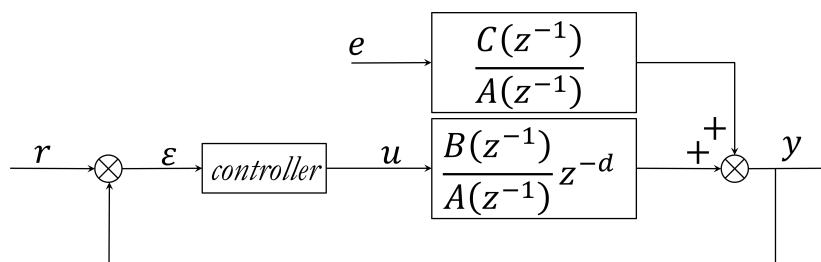 e
C(z⁻¹)
A(z⁻¹)
+
r
ε
controller
u
B(z⁻¹)
A(z⁻¹)
z⁻ᵈ
+
y